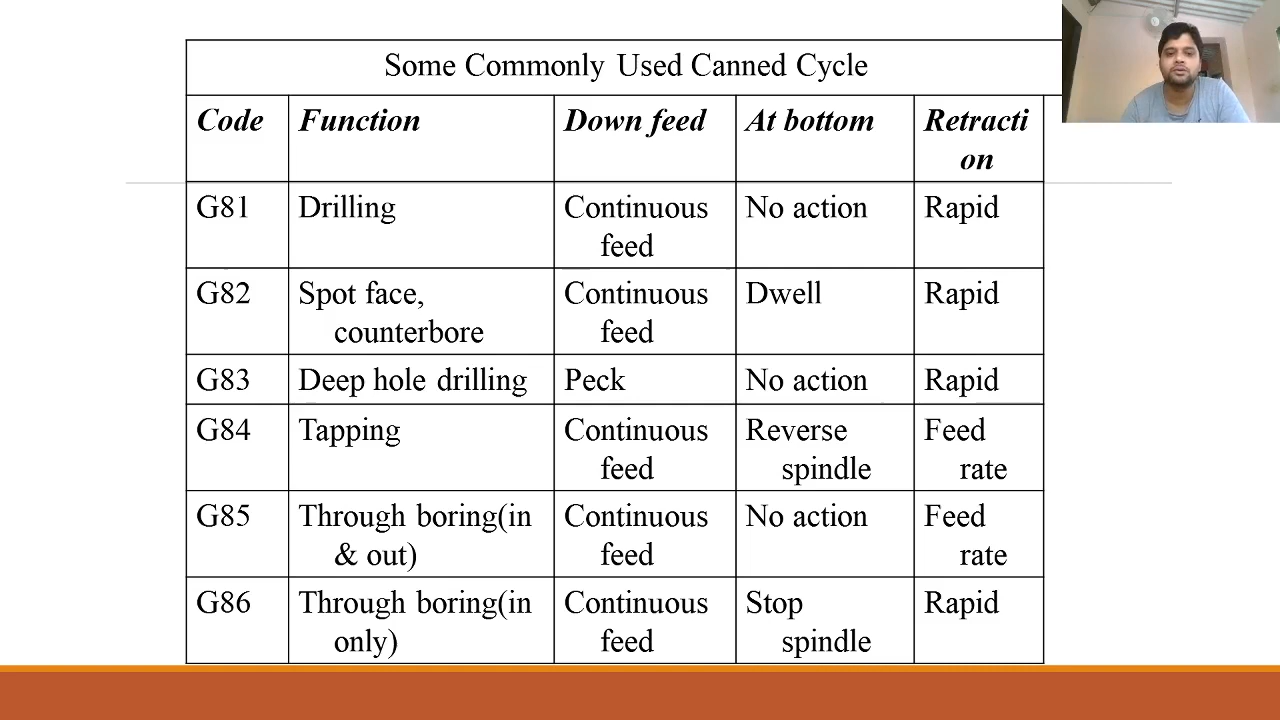 Some Commonly Used Canned Cycle
Code Function Down feed At bottom Retracti
on
G81 Drilling Continuous No action Rapid
feed
G82 Spot face, Continuous Dwell Rapid
counterbore feed
G83 Deep hole drilling Peck No action Rapid
G84 Tapping Continuous Reverse Feed
feed spindle rate
G85 Through boring(in Continuous No action Feed
& out) feed rate
G86 Through boring(in Continuous Stop Rapid
only) feed spindle